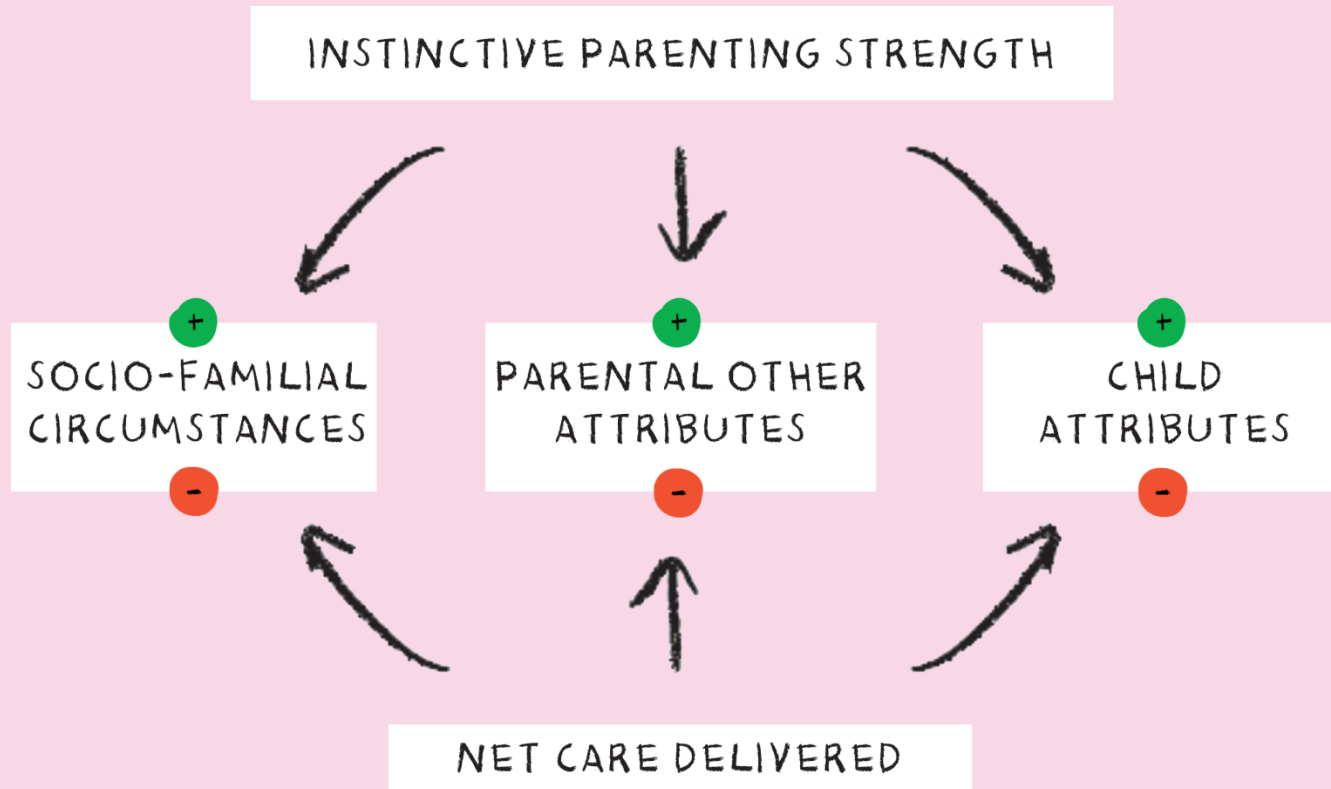 INSTINCTIVE PARENTING STRENGTH
+
+
+
SOCIO-FAMILIAL
CIRCUMSTANCES
PARENTAL OTHER
ATTRIBUTES
CHILD
ATTRIBUTES
-
-
-
NET CARE DELIVERED